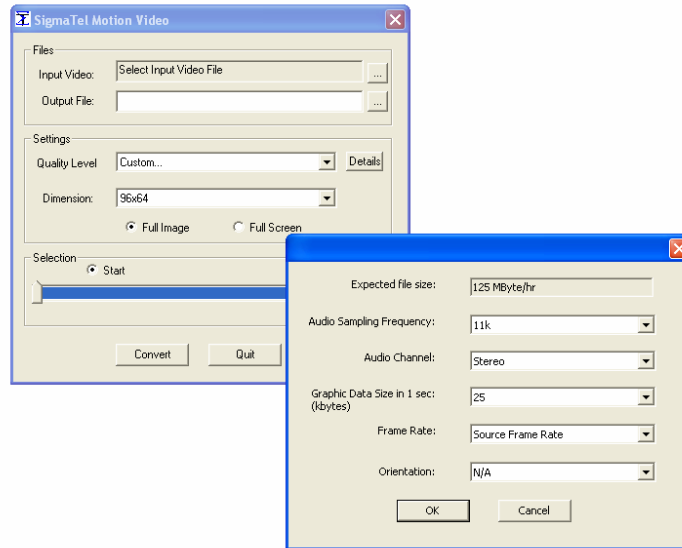 SigmaTel Motion Video
Files
Input Video: Select Input Video File ...
Output File: ...
Settings
Quality Level Custom... Details
Dimension: 96x64
Full Image Full Screen
Selection
Start
Convert Quit
Expected file size: 125 MByte/hr
Audio Sampling Frequency: 11k
Audio Channel: Stereo
Graphic Data Size in 1 sec: 25
(kbytes)
Frame Rate: Source Frame Rate
Orientation: N/A
OK Cancel